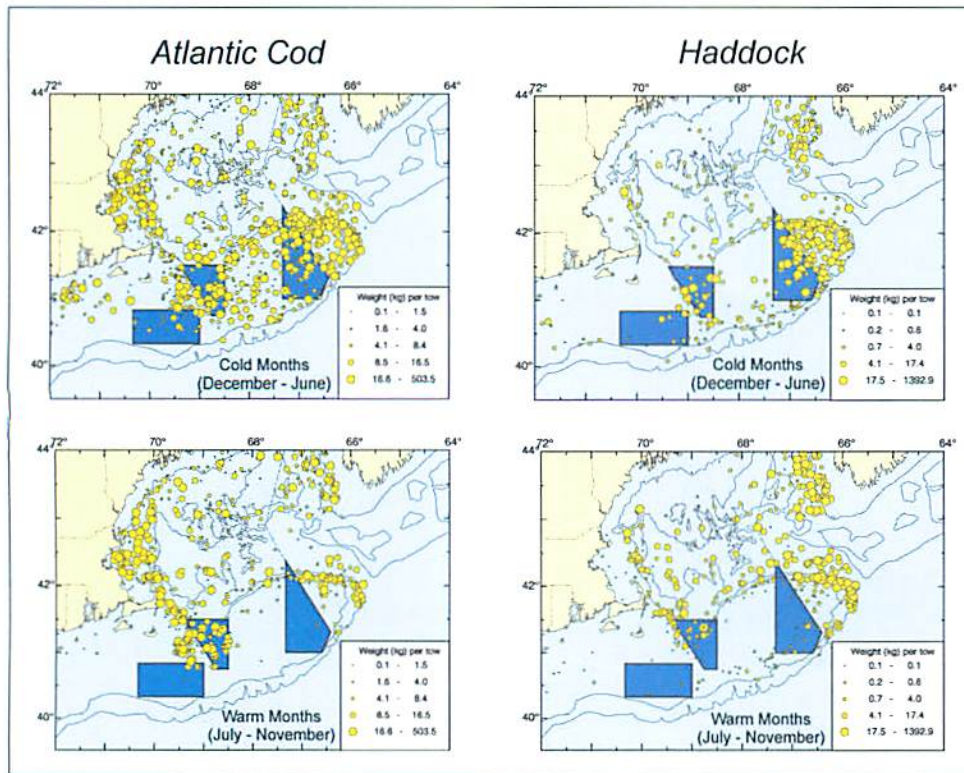 Atlantic Cod
Haddock
72° 70° 68° 66° 64°
44°
42°
40°
Weight (kg) per tow
0.1 - 1.5
1.6 - 4.0
4.1 - 8.4
8.5 - 16.5
16.6 - 503.5
Cold Months
(December - June)
72° 70° 68° 66° 64°
44°
42°
40°
Weight (kg) per tow
0.1 - 0.1
0.2 - 0.6
0.7 - 4.0
4.1 - 17.4
17.5 - 1392.9
Cold Months
(December - June)
72° 70° 68° 66° 64°
44°
42°
40°
Weight (kg) per tow
0.1 - 1.5
1.6 - 4.0
4.1 - 8.4
8.5 - 16.5
16.6 - 503.5
Warm Months
(July - November)
72° 70° 68° 66° 64°
44°
42°
40°
Weight (kg) per tow
0.1 - 0.1
0.2 - 0.6
0.7 - 4.0
4.1 - 17.4
17.5 - 1392.9
Warm Months
(July - November)